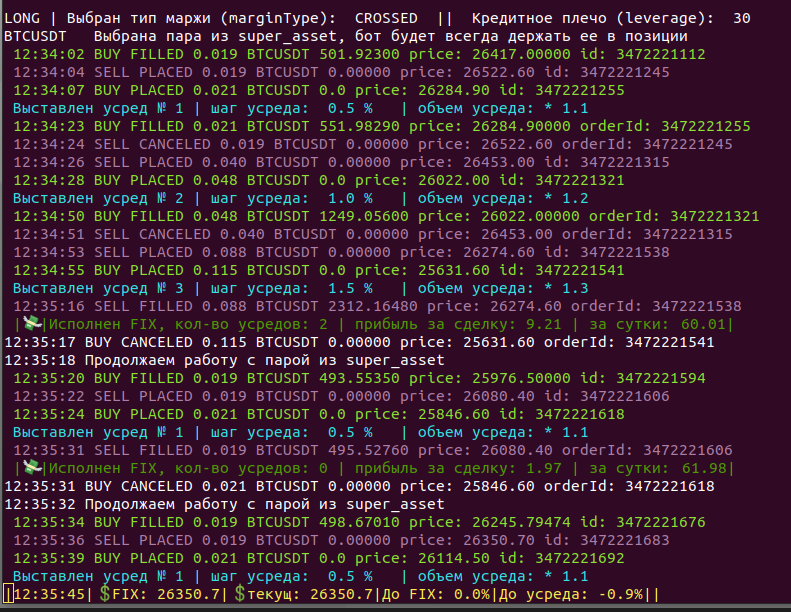 LONG | Выбран тип маржи (marginType):  CROSSED  ||  Кредитное плечо (leverage):  30
BTCUSDT   Выбрана пара из super_asset, бот будет всегда держать ее в позиции
12:34:02 BUY FILLED 0.019 BTCUSDT 501.92300 price: 26417.00000 id: 3472221112
12:34:04 SELL PLACED 0.019 BTCUSDT 0.00000 price: 26522.60 id: 3472221245
12:34:07 BUY PLACED 0.021 BTCUSDT 0.0 price: 26284.90 id: 3472221255
Выставлен усред № 1 | шаг усреда:  0.5 %   | объем усреда: * 1.1
12:34:23 BUY FILLED 0.021 BTCUSDT 551.98290 price: 26284.90000 orderId: 3472221255
12:34:24 SELL CANCELED 0.019 BTCUSDT 0.00000 price: 26522.60 orderId: 3472221245
12:34:26 SELL PLACED 0.040 BTCUSDT 0.00000 price: 26453.00 id: 3472221315
12:34:28 BUY PLACED 0.048 BTCUSDT 0.0 price: 26022.00 id: 3472221321
Выставлен усред № 2 | шаг усреда:  1.0 %   | объем усреда: * 1.2
12:34:50 BUY FILLED 0.048 BTCUSDT 1249.05600 price: 26022.00000 orderId: 3472221321
12:34:51 SELL CANCELED 0.040 BTCUSDT 0.00000 price: 26453.00 orderId: 3472221315
12:34:53 SELL PLACED 0.088 BTCUSDT 0.00000 price: 26274.60 id: 3472221538
12:34:55 BUY PLACED 0.115 BTCUSDT 0.0 price: 25631.60 id: 3472221541
Выставлен усред № 3 | шаг усреда:  1.5 %   | объем усреда: * 1.3
12:35:16 SELL FILLED 0.088 BTCUSDT 2312.16480 price: 26274.60 orderId: 3472221538
|💸|Исполнен FIX, кол-во усредов: 2 | прибыль за сделку: 9.21 | за сутки: 60.01|
12:35:17 BUY CANCELED 0.115 BTCUSDT 0.00000 price: 25631.60 orderId: 3472221541
12:35:18 Продолжаем работу с парой из super_asset
12:35:20 BUY FILLED 0.019 BTCUSDT 493.55350 price: 25976.50000 id: 3472221594
12:35:22 SELL PLACED 0.019 BTCUSDT 0.00000 price: 26080.40 id: 3472221606
12:35:24 BUY PLACED 0.021 BTCUSDT 0.0 price: 25846.60 id: 3472221618
Выставлен усред № 1 | шаг усреда:  0.5 %   | объем усреда: * 1.1
12:35:31 SELL FILLED 0.019 BTCUSDT 495.52760 price: 26080.40 orderId: 3472221606
|💸|Исполнен FIX, кол-во усредов: 0 | прибыль за сделку: 1.97 | за сутки: 61.98|
12:35:31 BUY CANCELED 0.021 BTCUSDT 0.00000 price: 25846.60 orderId: 3472221618
12:35:32 Продолжаем работу с парой из super_asset
12:35:34 BUY FILLED 0.019 BTCUSDT 498.67010 price: 26245.79474 id: 3472221676
12:35:36 SELL PLACED 0.019 BTCUSDT 0.00000 price: 26350.70 id: 3472221683
12:35:39 BUY PLACED 0.021 BTCUSDT 0.0 price: 26114.50 id: 3472221692
Выставлен усред № 1 | шаг усреда:  0.5 %   | объем усреда: * 1.1
|12:35:45|💲FIX: 26350.7|💲текущ: 26350.7|До FIX: 0.0%|До усреда: -0.9%||